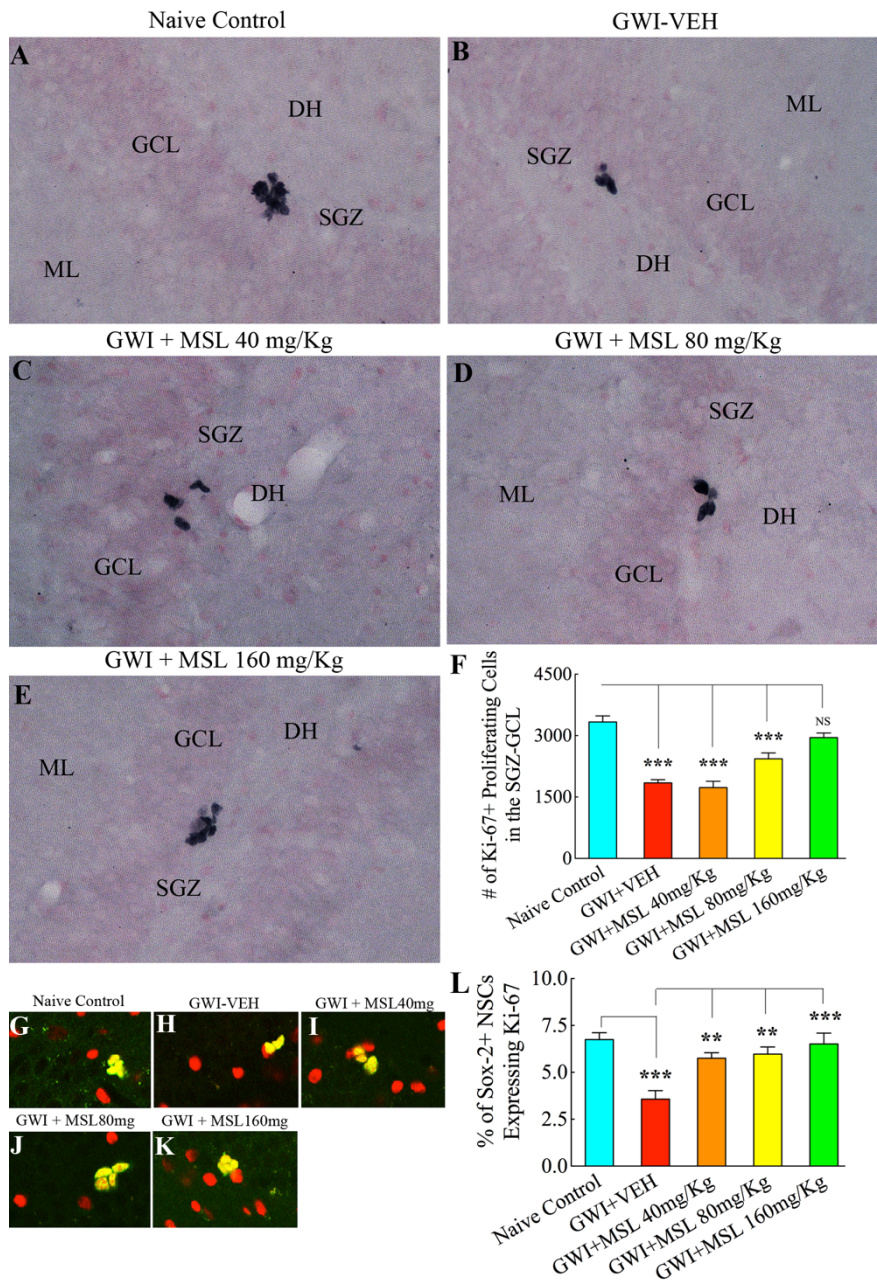 Naive Control
GWI-VEH
A
DH
GCL
SGZ
ML
B
ML
SGZ
GCL
DH
GWI + MSL 40 mg/Kg
GWI + MSL 80 mg/Kg
C
SGZ
DH
GCL
D
SGZ
ML
DH
GCL
GWI + MSL 160 mg/Kg
E
GCL
DH
ML
SGZ
F
# of Ki-67+ Proliferating Cells
in the SGZ-GCL
4500
3000
1500
0
***
***
***
NS
Naive Control
GWI+VEH
GWI+MSL 40mg/Kg
GWI+MSL 80mg/Kg
GWI+MSL 160mg/Kg
Naive Control
GWI-VEH
GWI + MSL40mg
G
H
I
GWI + MSL80mg
GWI + MSL160mg
J
K
L
% of Sox-2+ NSCs
Expressing Ki-67
10.0
7.5
5.0
2.5
0.0
***
**
**
***
Naive Control
GWI+VEH
GWI+MSL 40mg/Kg
GWI+MSL 80mg/Kg
GWI+MSL 160mg/Kg